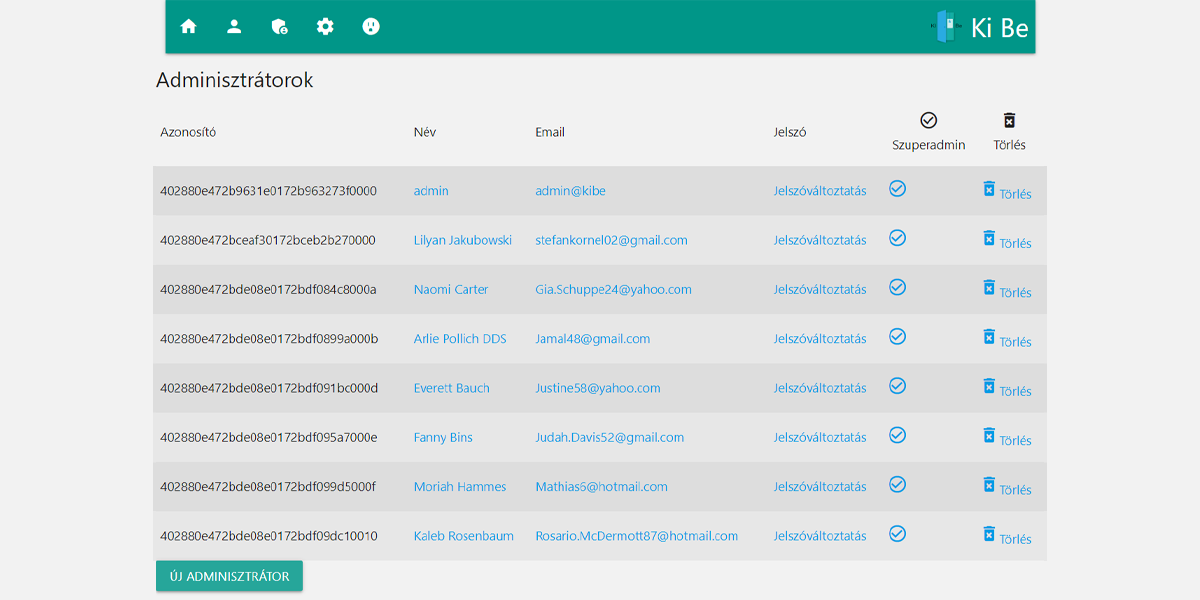 Ki Be
Adminisztrátorok
Azonosító Név Email Jelszó Szuperadmin Törlés
402880e472b9631e0172b963273f0000 admin admin@kibe Jelszóváltoztatás Törlés
402880e472bceaf30172bceb2b270000 Lilyan Jakubowski stefankornel02@gmail.com Jelszóváltoztatás Törlés
402880e472bde08e0172bdf084c8000a Naomi Carter Gia.Schuppe24@yahoo.com Jelszóváltoztatás Törlés
402880e472bde08e0172bdf0899a000b Arlie Pollich DDS Jamal48@gmail.com Jelszóváltoztatás Törlés
402880e472bde08e0172bdf091bc000d Everett Bauch Justine58@yahoo.com Jelszóváltoztatás Törlés
402880e472bde08e0172bdf095a7000e Fanny Bins Judah.Davis52@gmail.com Jelszóváltoztatás Törlés
402880e472bde08e0172bdf099d5000f Moriah Hammes Mathias6@hotmail.com Jelszóváltoztatás Törlés
402880e472bde08e0172bdf09dc10010 Kaleb Rosenbaum Rosario.McDermott87@hotmail.com Jelszóváltoztatás Törlés
ÚJ ADMINISZTRÁTOR